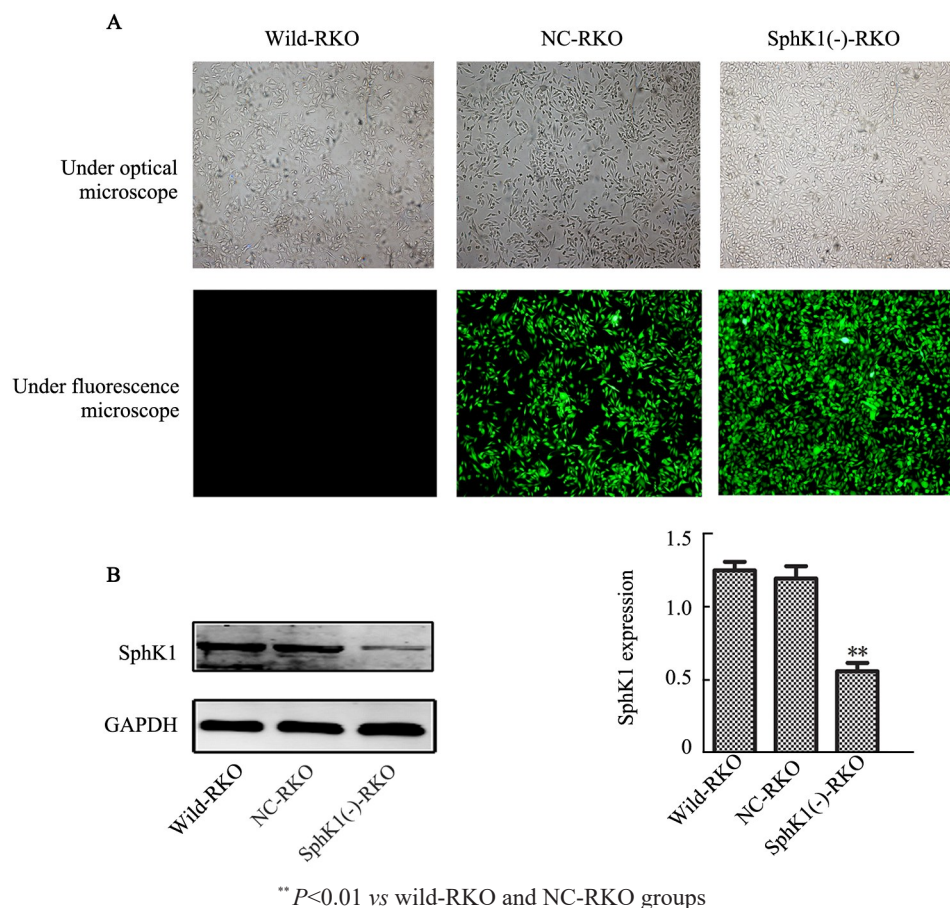 A
Wild-RKO
NC-RKO
SphK1(-)-RKO
Under optical
microscope
Under fluorescence
microscope
B
SphK1
GAPDH
Wild-RKO
NC-RKO
SphK1(-)-RKO
SphK1 expression
1.5
1.0
0.5
0
**
Wild-RKO
NC-RKO
SphK1(-)-RKO
** P<0.01 vs wild-RKO and NC-RKO groups